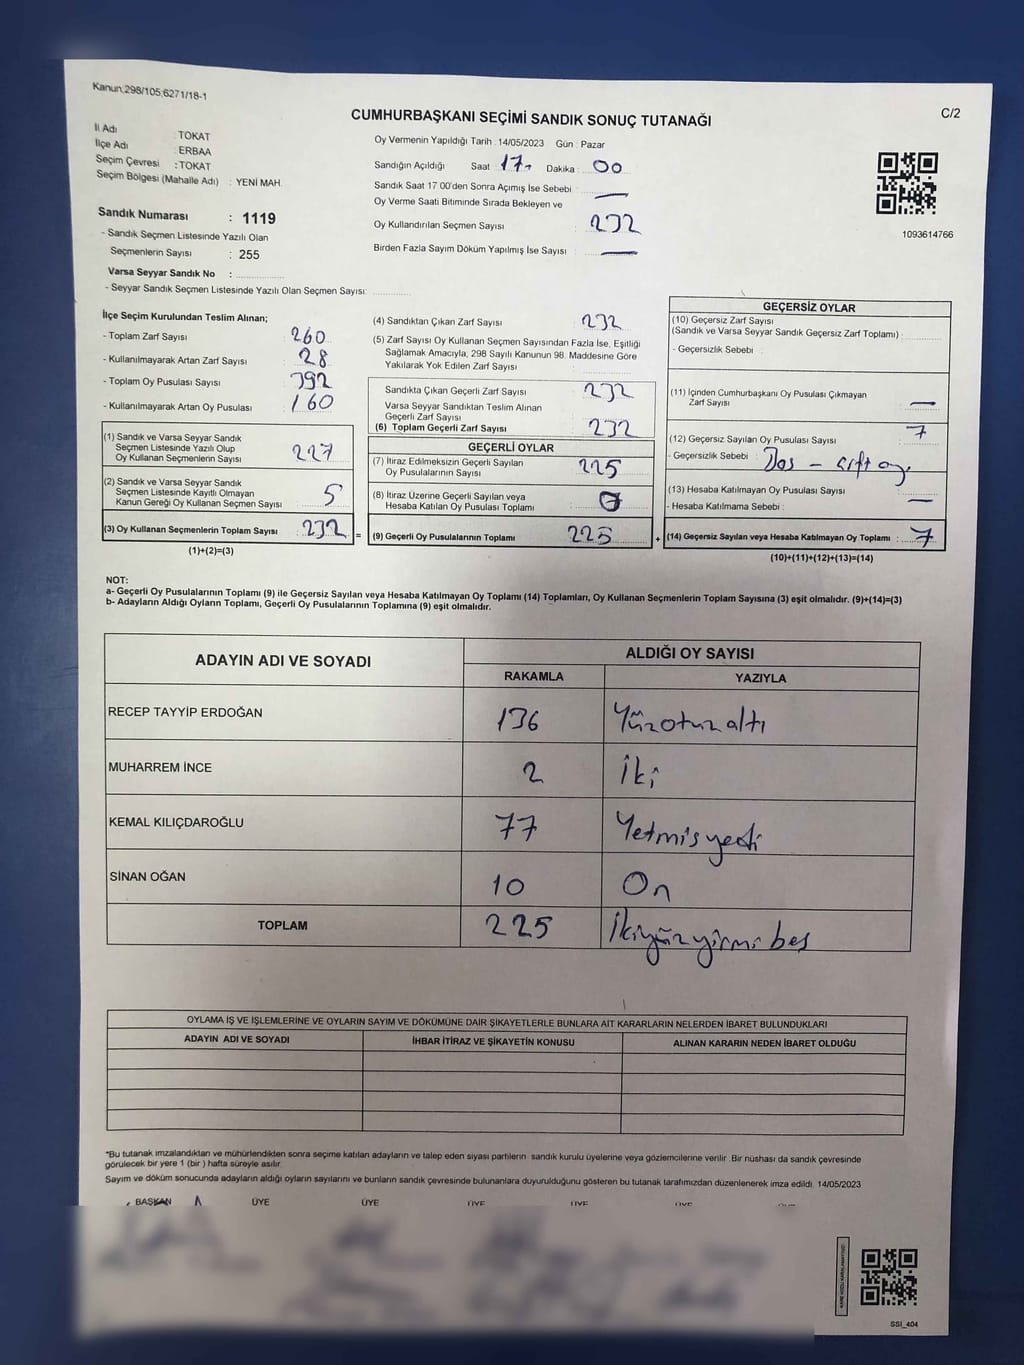 Kanun:298/105,6271/18-1
C/2
CUMHURBAŞKANI SEÇİMİ SANDIK SONUÇ TUTANAĞI
İl Adı : TOKAT
İlçe Adı : ERBAA
Seçim Çevresi : TOKAT
Seçim Bölgesi (Mahalle Adı) : YENİ MAH.
Sandık Numarası : 1119
- Sandık Seçmen Listesinde Yazılı Olan
Seçmenlerin Sayısı : 255
Varsa Seyyar Sandık No :
- Seyyar Sandık Seçmen Listesinde Yazılı Olan Seçmen Sayısı:
Oy Vermenin Yapıldığı Tarih : 14/05/2023 Gün : Pazar
Sandığın Açıldığı Saat 17 Dakika : 00
Sandık Saat 17:00'den Sonra Açımış İse Sebebi : —
Oy Verme Saati Bitiminde Sırada Bekleyen ve
Oy Kullandırılan Seçmen Sayısı : 232
Birden Fazla Sayım Döküm Yapılmış İse Sayısı : —
1093614766
İlçe Seçim Kurulundan Teslim Alınan;
- Toplam Zarf Sayısı : 260
- Kullanılmayarak Artan Zarf Sayısı : 28
- Toplam Oy Pusulası Sayısı : 392
- Kullanılmayarak Artan Oy Pusulası : 160
(1) Sandık ve Varsa Seyyar Sandık
Seçmen Listesinde Yazılı Olup
Oy Kullanan Seçmenlerin Sayısı : 227
(2) Sandık ve Varsa Seyyar Sandık
Seçmen Listesinde Kayıtlı Olmayan
Kanun Gereği Oy Kullanan Seçmen Sayısı : 5
(3) Oy Kullanan Seçmenlerin Toplam Sayısı : 232 =
(1)+(2)=(3)
(4) Sandıktan Çıkan Zarf Sayısı : 232
(5) Zarf Sayısı Oy Kullanan Seçmen Sayısından Fazla İse, Eşitliği
Sağlamak Amacıyla, 298 Sayılı Kanunun 98. Maddesine Göre
Yakılarak Yok Edilen Zarf Sayısı :
Sandıkta Çıkan Geçerli Zarf Sayısı : 232
Varsa Seyyar Sandıktan Teslim Alınan
Geçerli Zarf Sayısı :
(6) Toplam Geçerli Zarf Sayısı : 232
GEÇERLİ OYLAR
(7) İtiraz Edilmeksizin Geçerli Sayılan
Oy Pusulalarının Sayısı : 225
(8) İtiraz Üzerine Geçerli Sayılan veya
Hesaba Katılan Oy Pusulası Toplamı :
(9) Geçerli Oy Pusulalarının Toplamı : 225 +
GEÇERSİZ OYLAR
(10) Geçersiz Zarf Sayısı
(Sandık ve Varsa Seyyar Sandık Geçersiz Zarf Toplamı) :
- Geçersizlik Sebebi :
(11) İçinden Cumhurbaşkanı Oy Pusulası Çıkmayan
Zarf Sayısı : —
(12) Geçersiz Sayılan Oy Pusulası Sayısı : 7
- Geçersizlik Sebebi : Boş – çift oy
(13) Hesaba Katılmayan Oy Pusulası Sayısı : —
- Hesaba Katılmama Sebebi :
(14) Geçersiz Sayılan veya Hesaba Katılmayan Oy Toplamı : 7
(10)+(11)+(12)+(13)=(14)
NOT:
a- Geçerli Oy Pusulalarının Toplamı (9) ile Geçersiz Sayılan veya Hesaba Katılmayan Oy Toplamı (14) Toplamları, Oy Kullanan Seçmenlerin Toplam Sayısına (3) eşit olmalıdır. (9)+(14)=(3)
b- Adayların Aldığı Oyların Toplamı, Geçerli Oy Pusulalarının Toplamına (9) eşit olmalıdır.
ADAYIN ADI VE SOYADI
ALDIĞI OY SAYISI
RAKAMLA YAZIYLA
RECEP TAYYİP ERDOĞAN 136 Yüzotuzaltı
MUHARREM İNCE 2 İki
KEMAL KILIÇDAROĞLU 77 Yetmişyedi
SİNAN OĞAN 10 On
TOPLAM 225 İkiyüzyirmi beş
OYLAMA İŞ VE İŞLEMLERİNE VE OYLARIN SAYIM VE DÖKÜMÜNE DAİR ŞİKAYETLERLE BUNLARA AİT KARARLARIN NELERDEN İBARET BULUNDUKLARI
ADAYIN ADI VE SOYADI İHBAR İTİRAZ VE ŞİKAYETİN KONUSU ALINAN KARARIN NEDEN İBARET OLDUĞU
*Bu tutanak imzalandıktan ve mühürlendikten sonra seçime katılan adayların ve talep eden siyasi partilerin sandık kurulu üyelerine veya gözlemcilerine verilir. Bir nüshası da sandık çevresinde
görülecek bir yere 1 (bir) hafta süreyle asılır.
Sayım ve döküm sonucunda adayların aldığı oyların sayılarını ve bunların sandık çevresinde bulunanlara duyurulduğunu gösteren bu tutanak tarafımızdan düzenlenerek imza edildi. 14/05/2023
BAŞKAN ÜYE ÜYE ÜYE ÜYE ÜYE
SSI_404